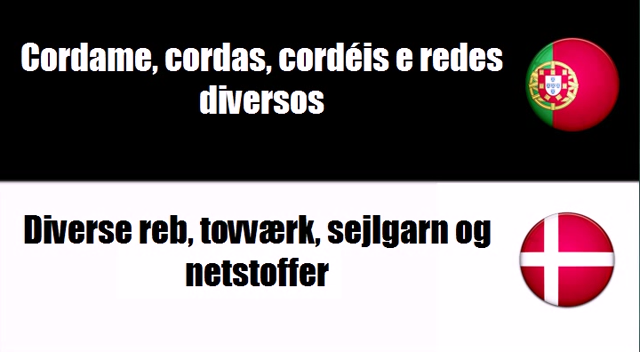 Cordame, cordas, cordéis e redes
diversos
Diverse reb, tovværk, sejlgarn og
netstoffer